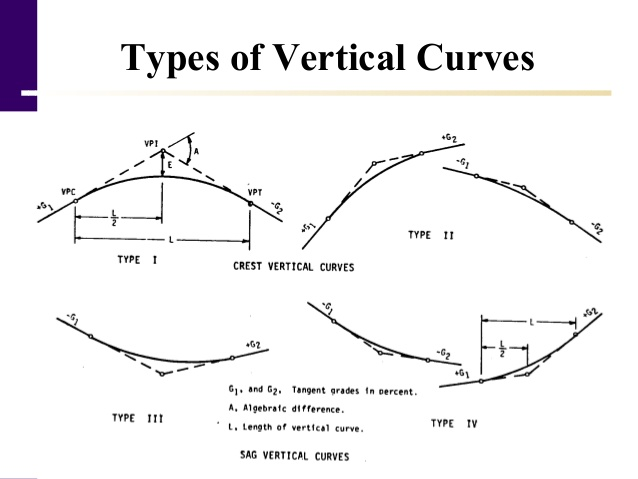 Types of Vertical Curves
VPI
A
E
VPC
VPT
+G1
-G2
L
2
L
TYPE I
+G2
+G1
-G1
-G2
TYPE II
CREST VERTICAL CURVES
-G1
+G2
TYPE III
-G1
-G2
+G1
+G2
L
L
2
TYPE IV
G1, and G2, Tangent grades in percent.
A, Algebraic difference.
L, Length of vertical curve.
SAG VERTICAL CURVES